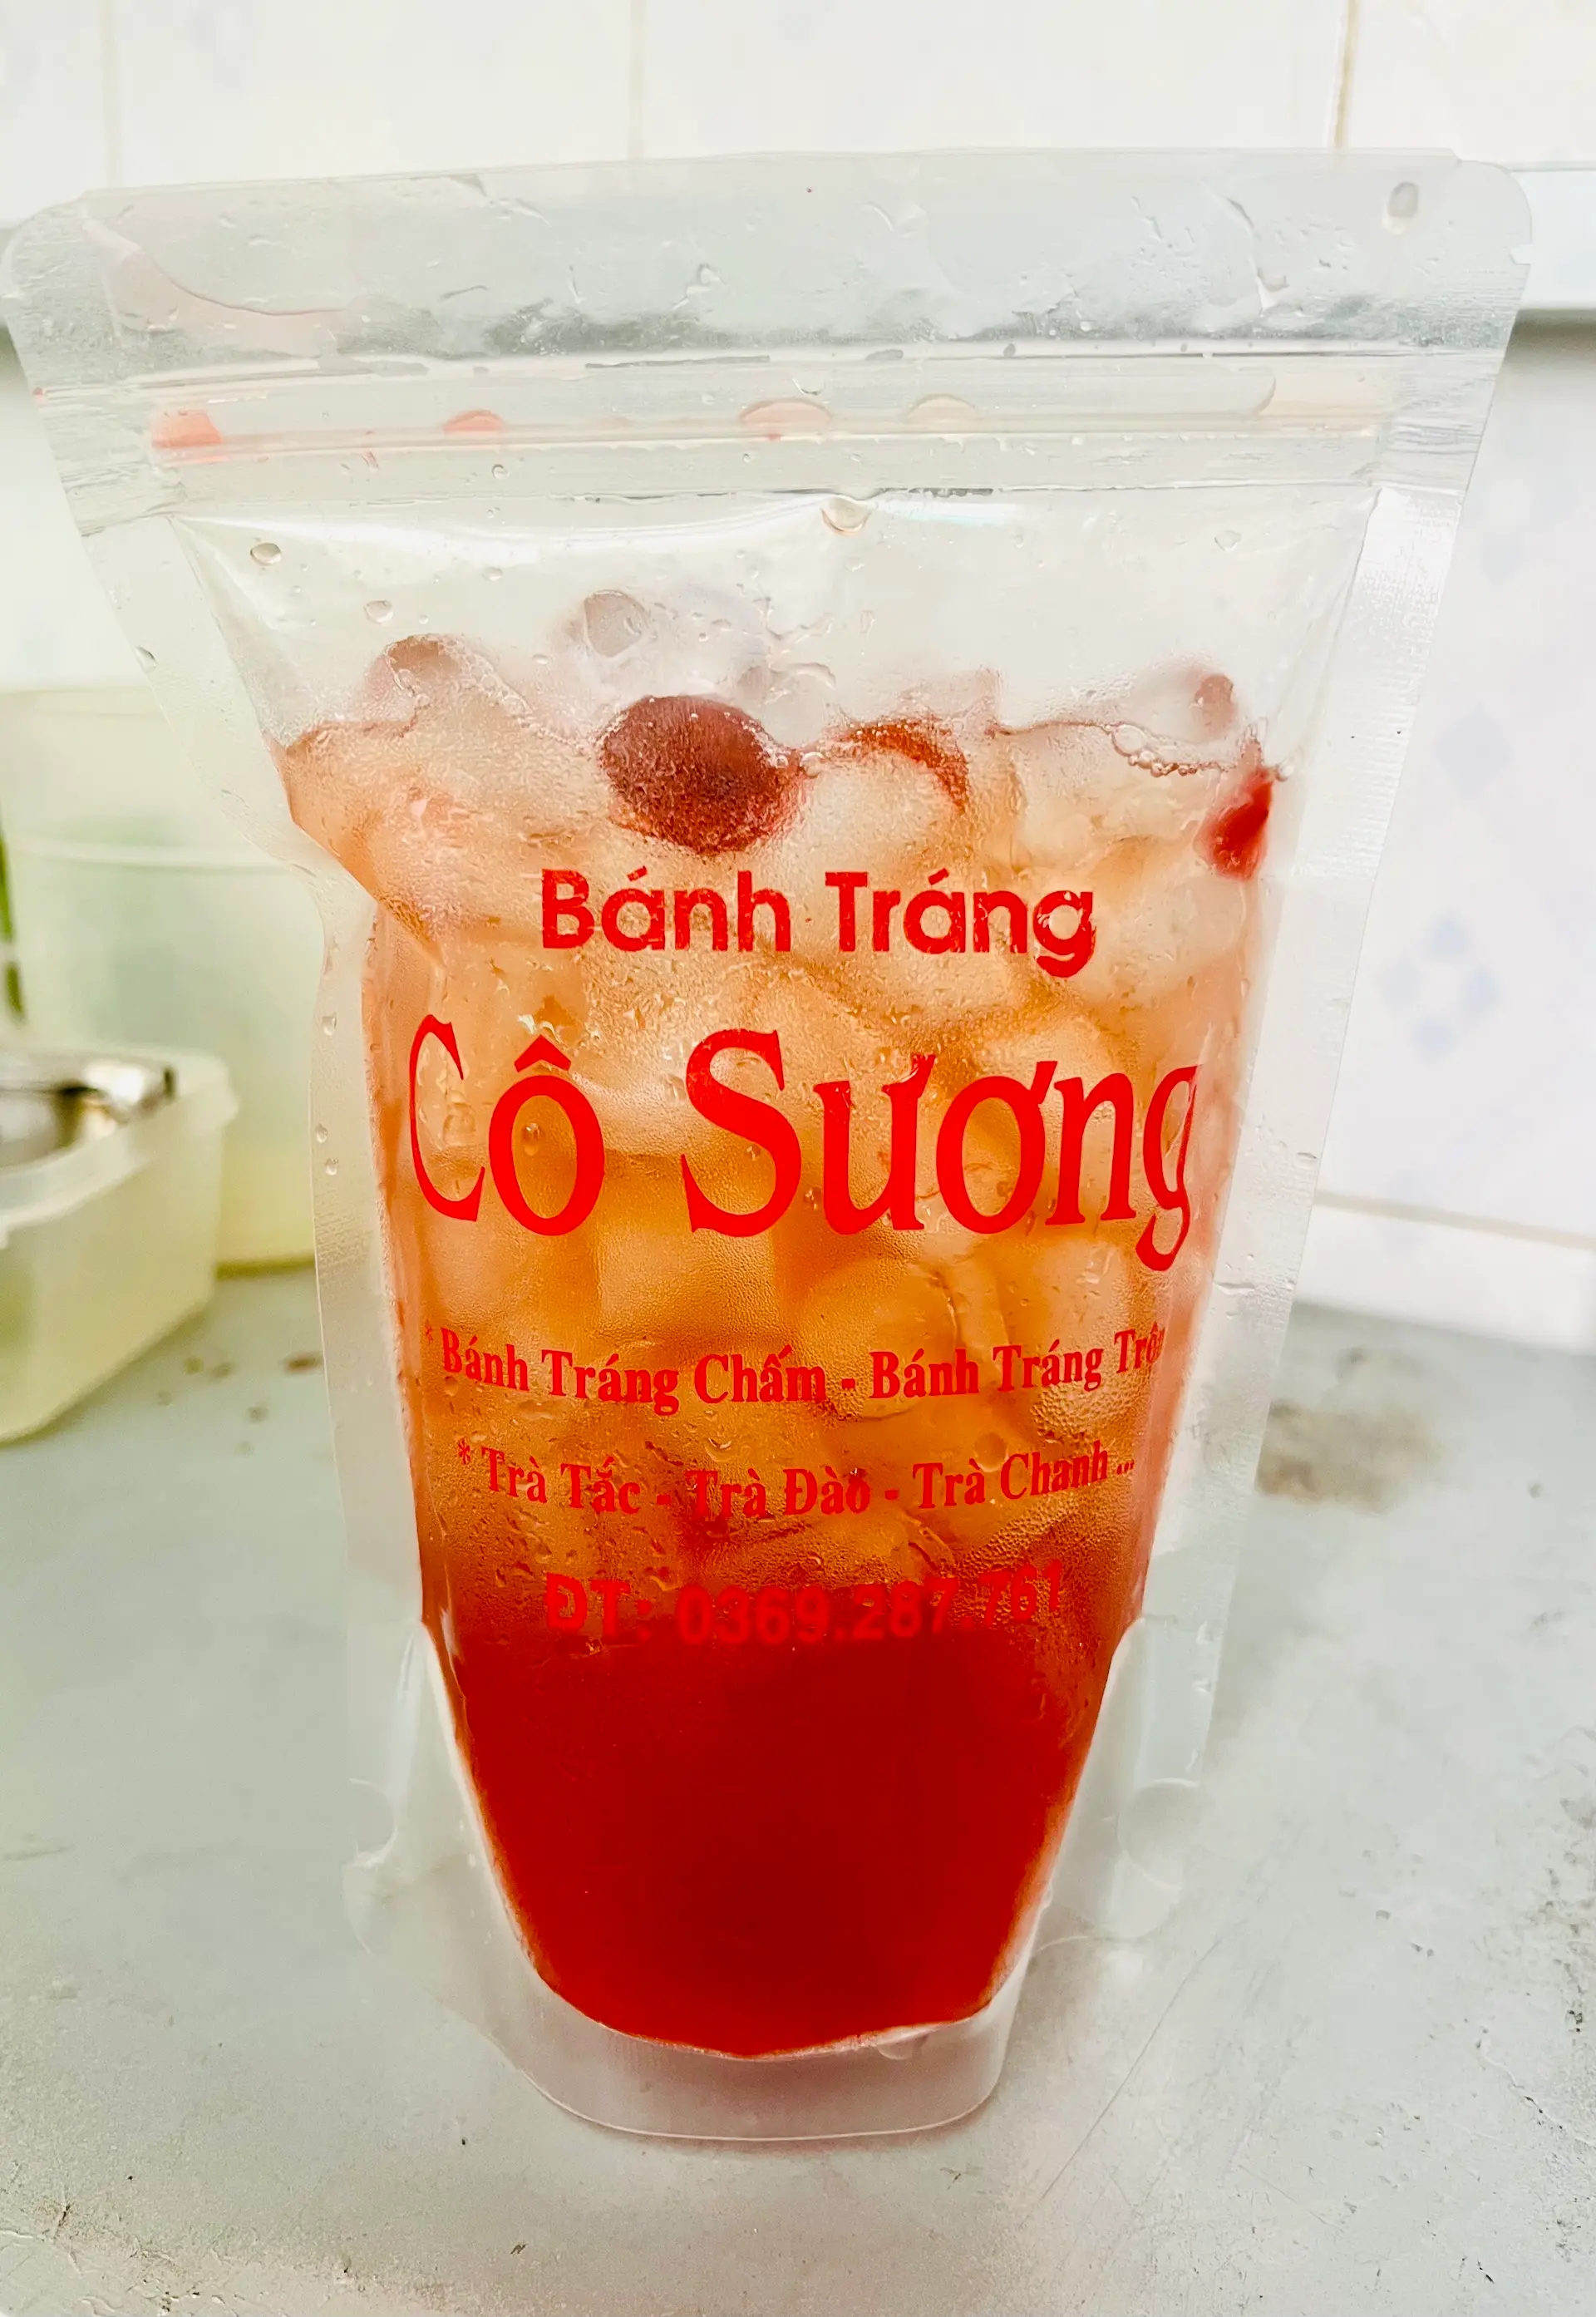 Bánh Tráng
Cô Sương
* Bánh Tráng Chấm - Bánh Tráng Trộn
* Trà Tắc - Trà Đào - Trà Chanh ...
ĐT: 0369.287.761